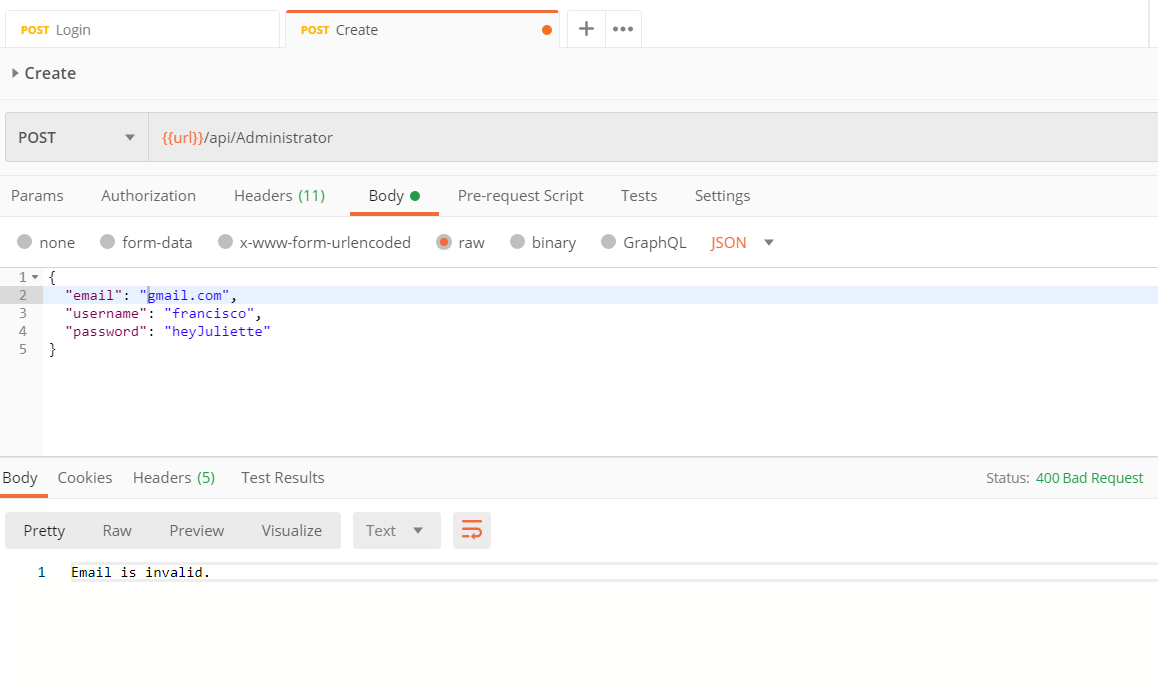 POST Login
POST Create
Create
POST {{url}}/api/Administrator
Params Authorization Headers (11) Body Pre-request Script Tests Settings
none form-data x-www-form-urlencoded raw binary GraphQL JSON
1 {
2 "email": "gmail.com",
3 "username": "francisco",
4 "password": "heyJuliette"
5 }
Body Cookies Headers (5) Test Results Status: 400 Bad Request
Pretty Raw Preview Visualize Text
1 Email is invalid.